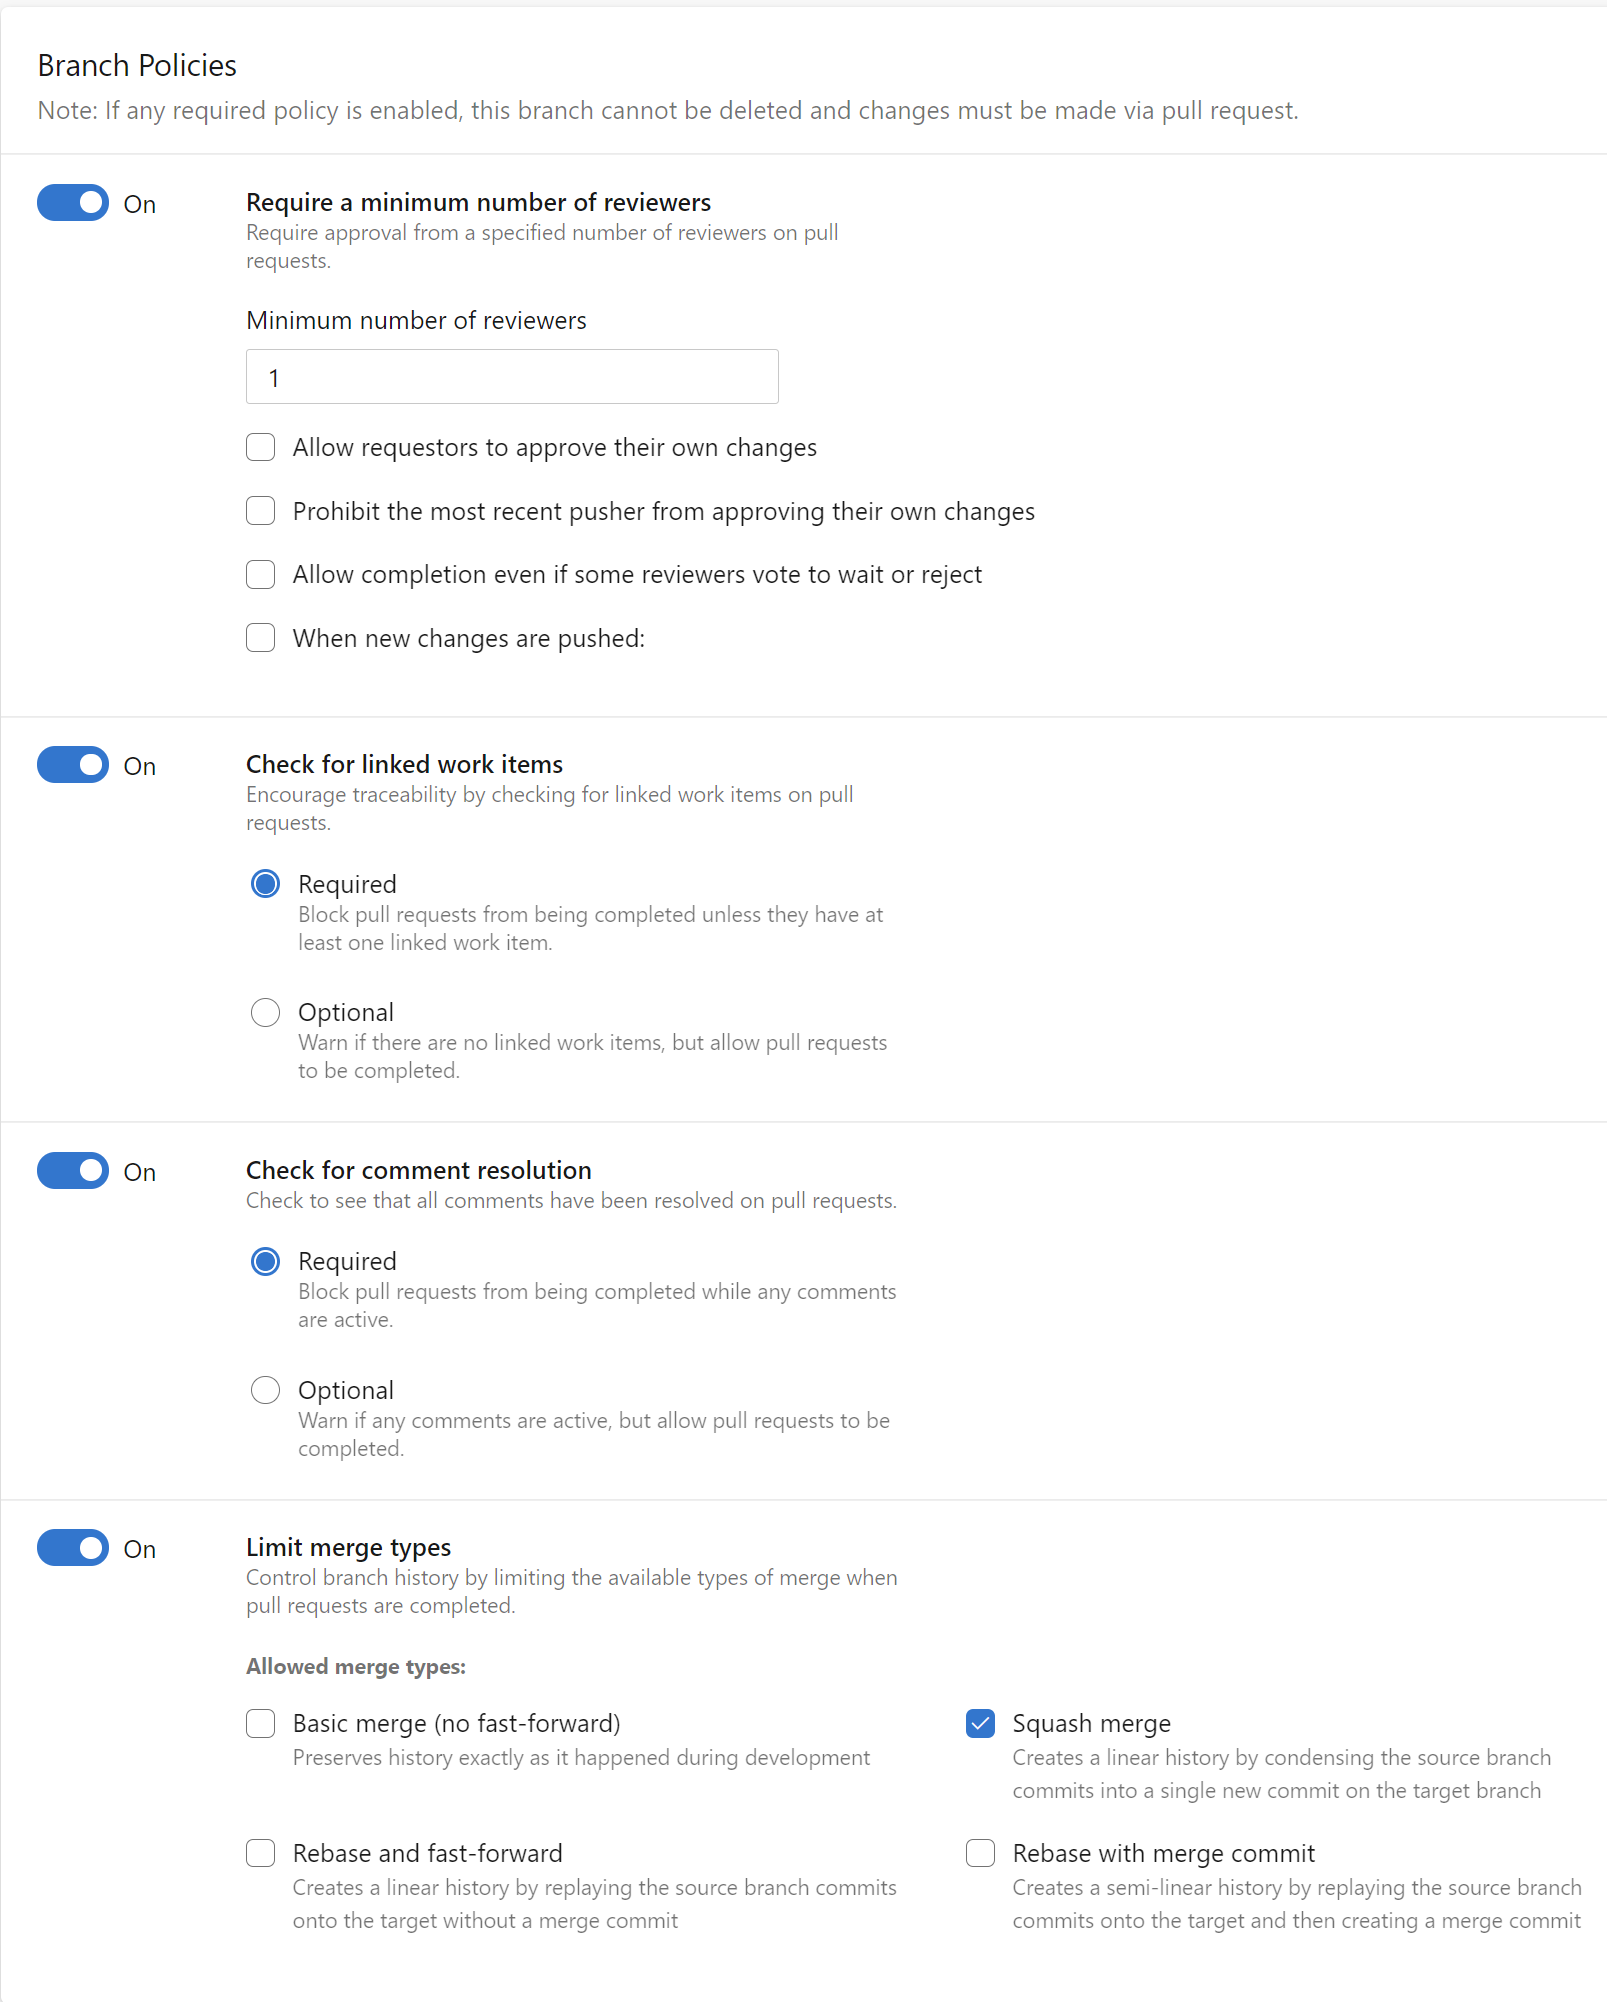 Branch Policies
Note: If any required policy is enabled, this branch cannot be deleted and changes must be made via pull request.
On
Require a minimum number of reviewers
Require approval from a specified number of reviewers on pull
requests.
Minimum number of reviewers
1
Allow requestors to approve their own changes
Prohibit the most recent pusher from approving their own changes
Allow completion even if some reviewers vote to wait or reject
When new changes are pushed:
On
Check for linked work items
Encourage traceability by checking for linked work items on pull
requests.
Required
Block pull requests from being completed unless they have at
least one linked work item.
Optional
Warn if there are no linked work items, but allow pull requests
to be completed.
On
Check for comment resolution
Check to see that all comments have been resolved on pull requests.
Required
Block pull requests from being completed while any comments
are active.
Optional
Warn if any comments are active, but allow pull requests to be
completed.
On
Limit merge types
Control branch history by limiting the available types of merge when
pull requests are completed.
Allowed merge types:
Basic merge (no fast-forward)
Preserves history exactly as it happened during development
Squash merge
Creates a linear history by condensing the source branch
commits into a single new commit on the target branch
Rebase and fast-forward
Creates a linear history by replaying the source branch commits
onto the target without a merge commit
Rebase with merge commit
Creates a semi-linear history by replaying the source branch
commits onto the target and then creating a merge commit